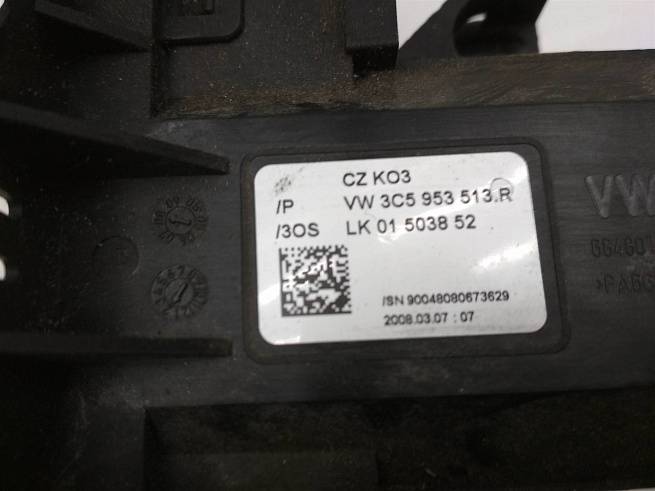 CZ KO3
/P VW 3C5 953 513.R
/3OS LK 01 5038 52
/SN 90048080673629
2008.03.07 : 07
VW